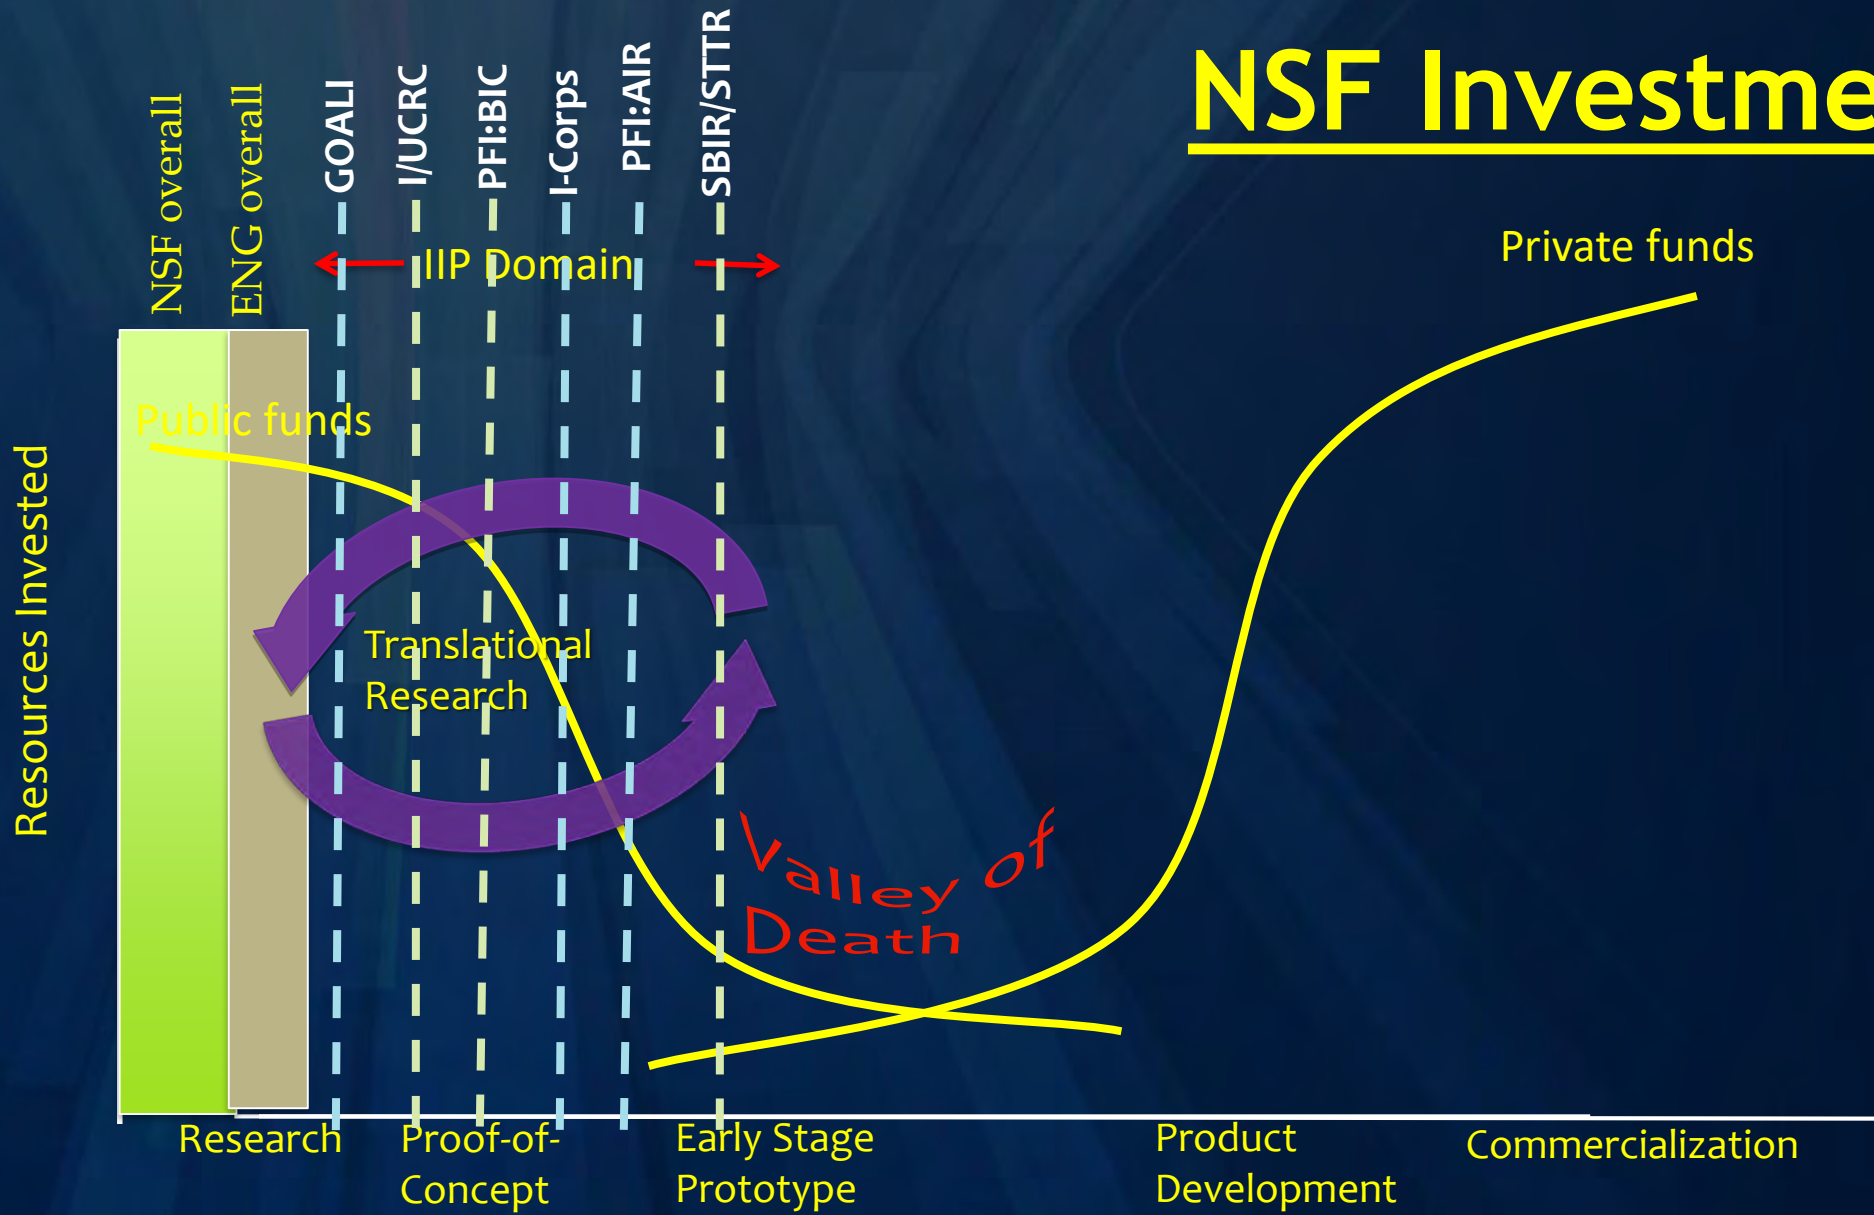 NSF Investme
NSF overall
ENG overall
GOALI
I/UCRC
PFI:BIC
I-Corps
PFI:AIR
SBIR/STTR
IIP Domain
Private funds
Public funds
Resources Invested
Translational
Research
Valley of
Death
Research
Proof-of-
Concept
Early Stage
Prototype
Product
Development
Commercialization